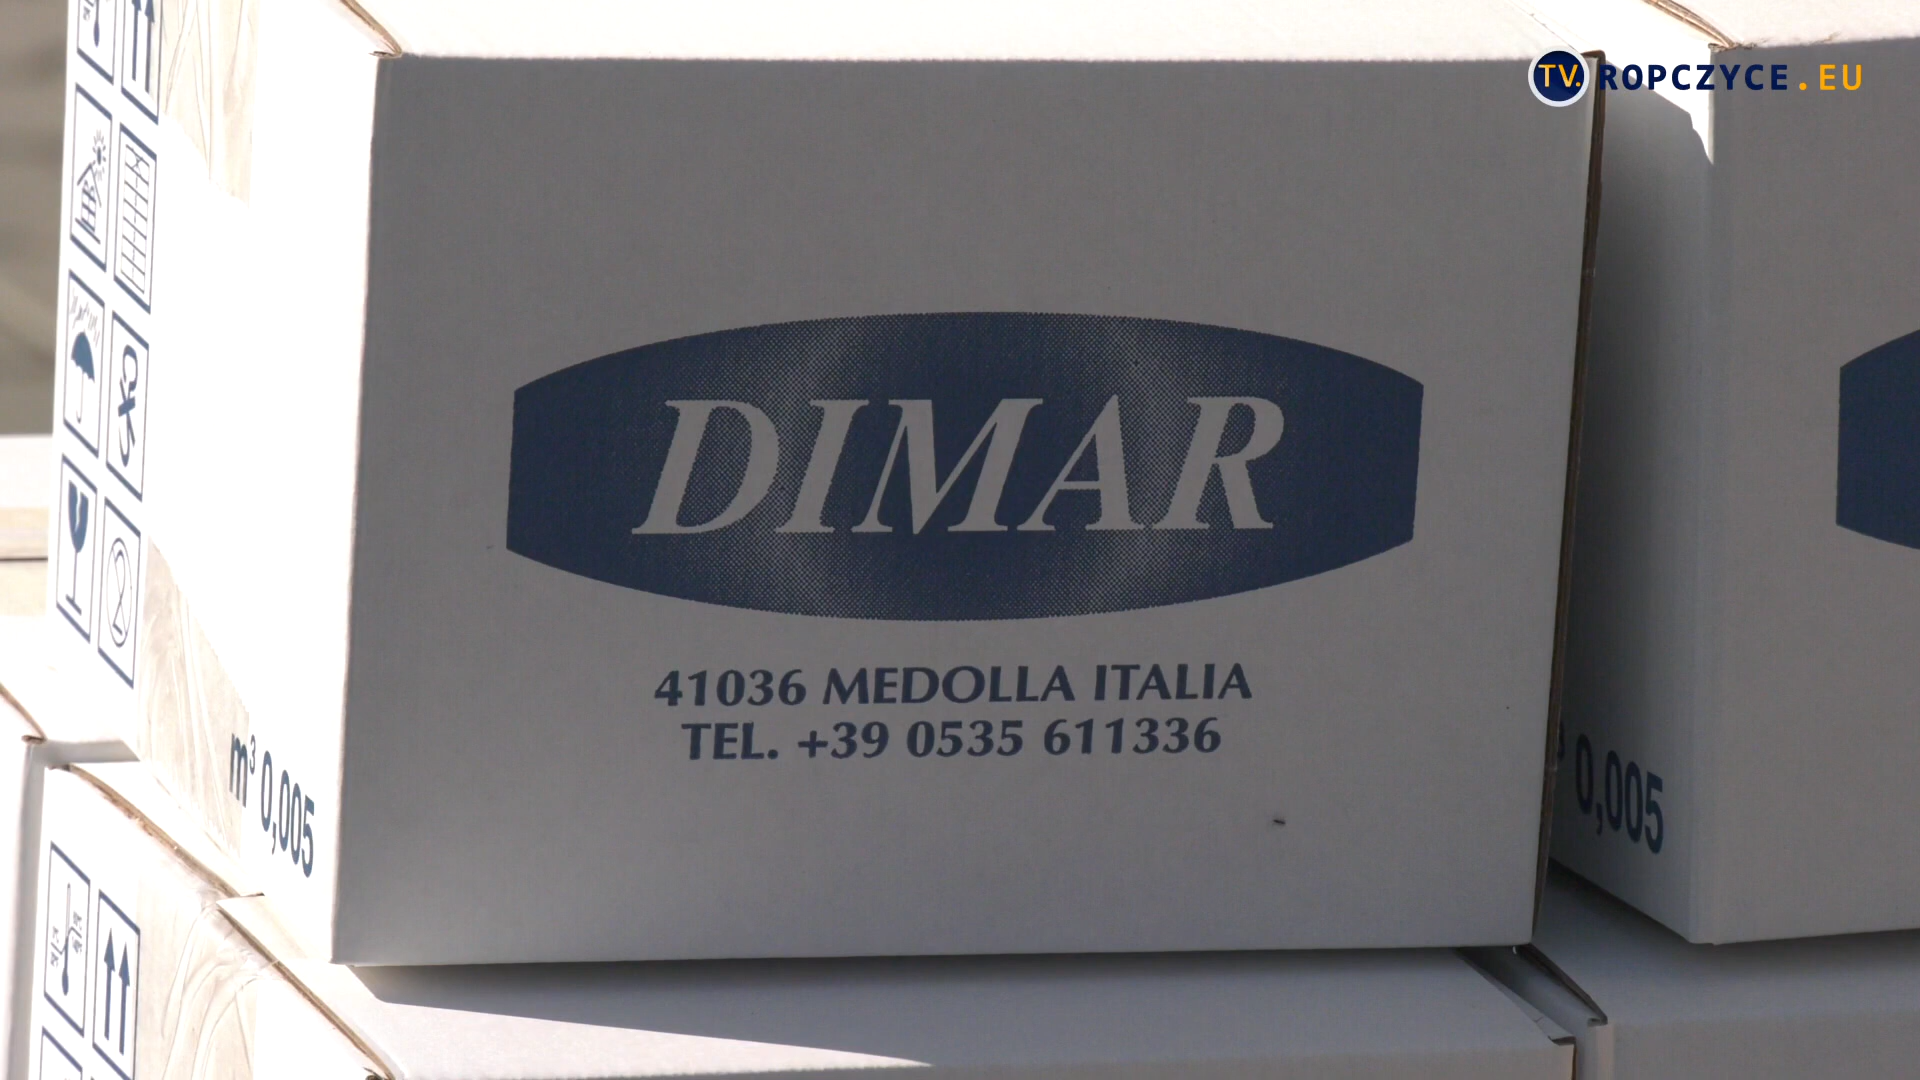 TV. ROPCZYCE.EU
DIMAR
41036 MEDOLLA ITALIA
TEL. +39 0535 611336
m³ 0,005
0,005